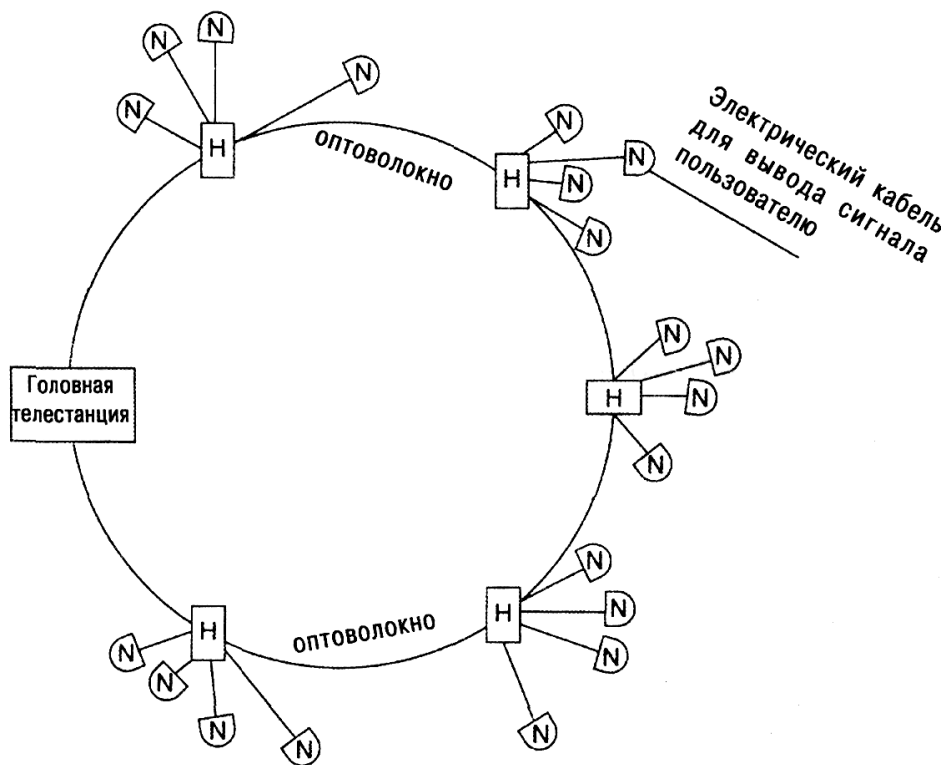 N
N
N
N
N
N
N
N
N
H
H
оптоволокно
Электрический кабель
для вывода сигнала
пользователю
Головная
телестанция
N
N
N
N
H
N
N
N
N
H
H
оптоволокно
N
N
N
N